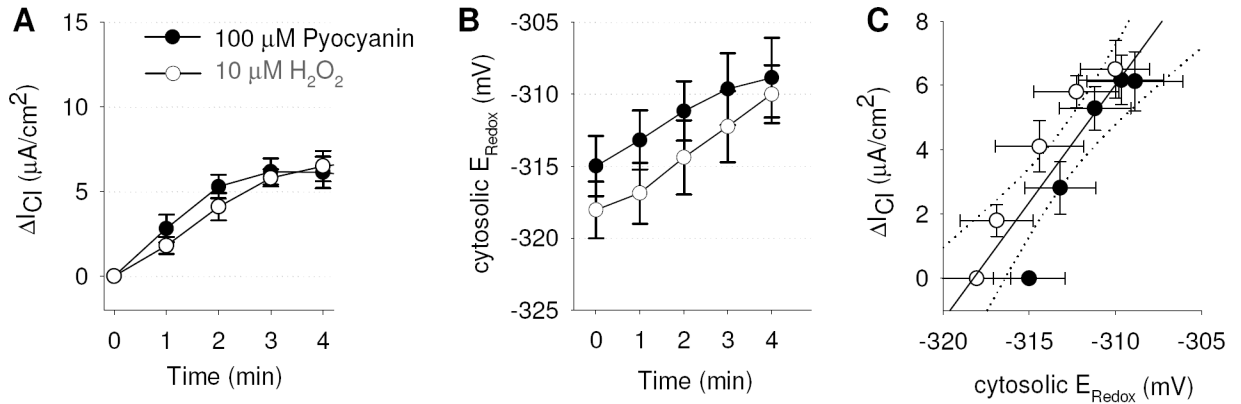 A
ΔICl (μA/cm²)
15
10
5
0
100 μM Pyocyanin
10 μM H₂O₂
0 1 2 3 4
Time (min)
B
cytosolic E_Redox (mV)
-305
-310
-315
-320
-325
0 1 2 3 4
Time (min)
C
ΔICl (μA/cm²)
8
6
4
2
0
-320 -315 -310 -305
cytosolic E_Redox (mV)